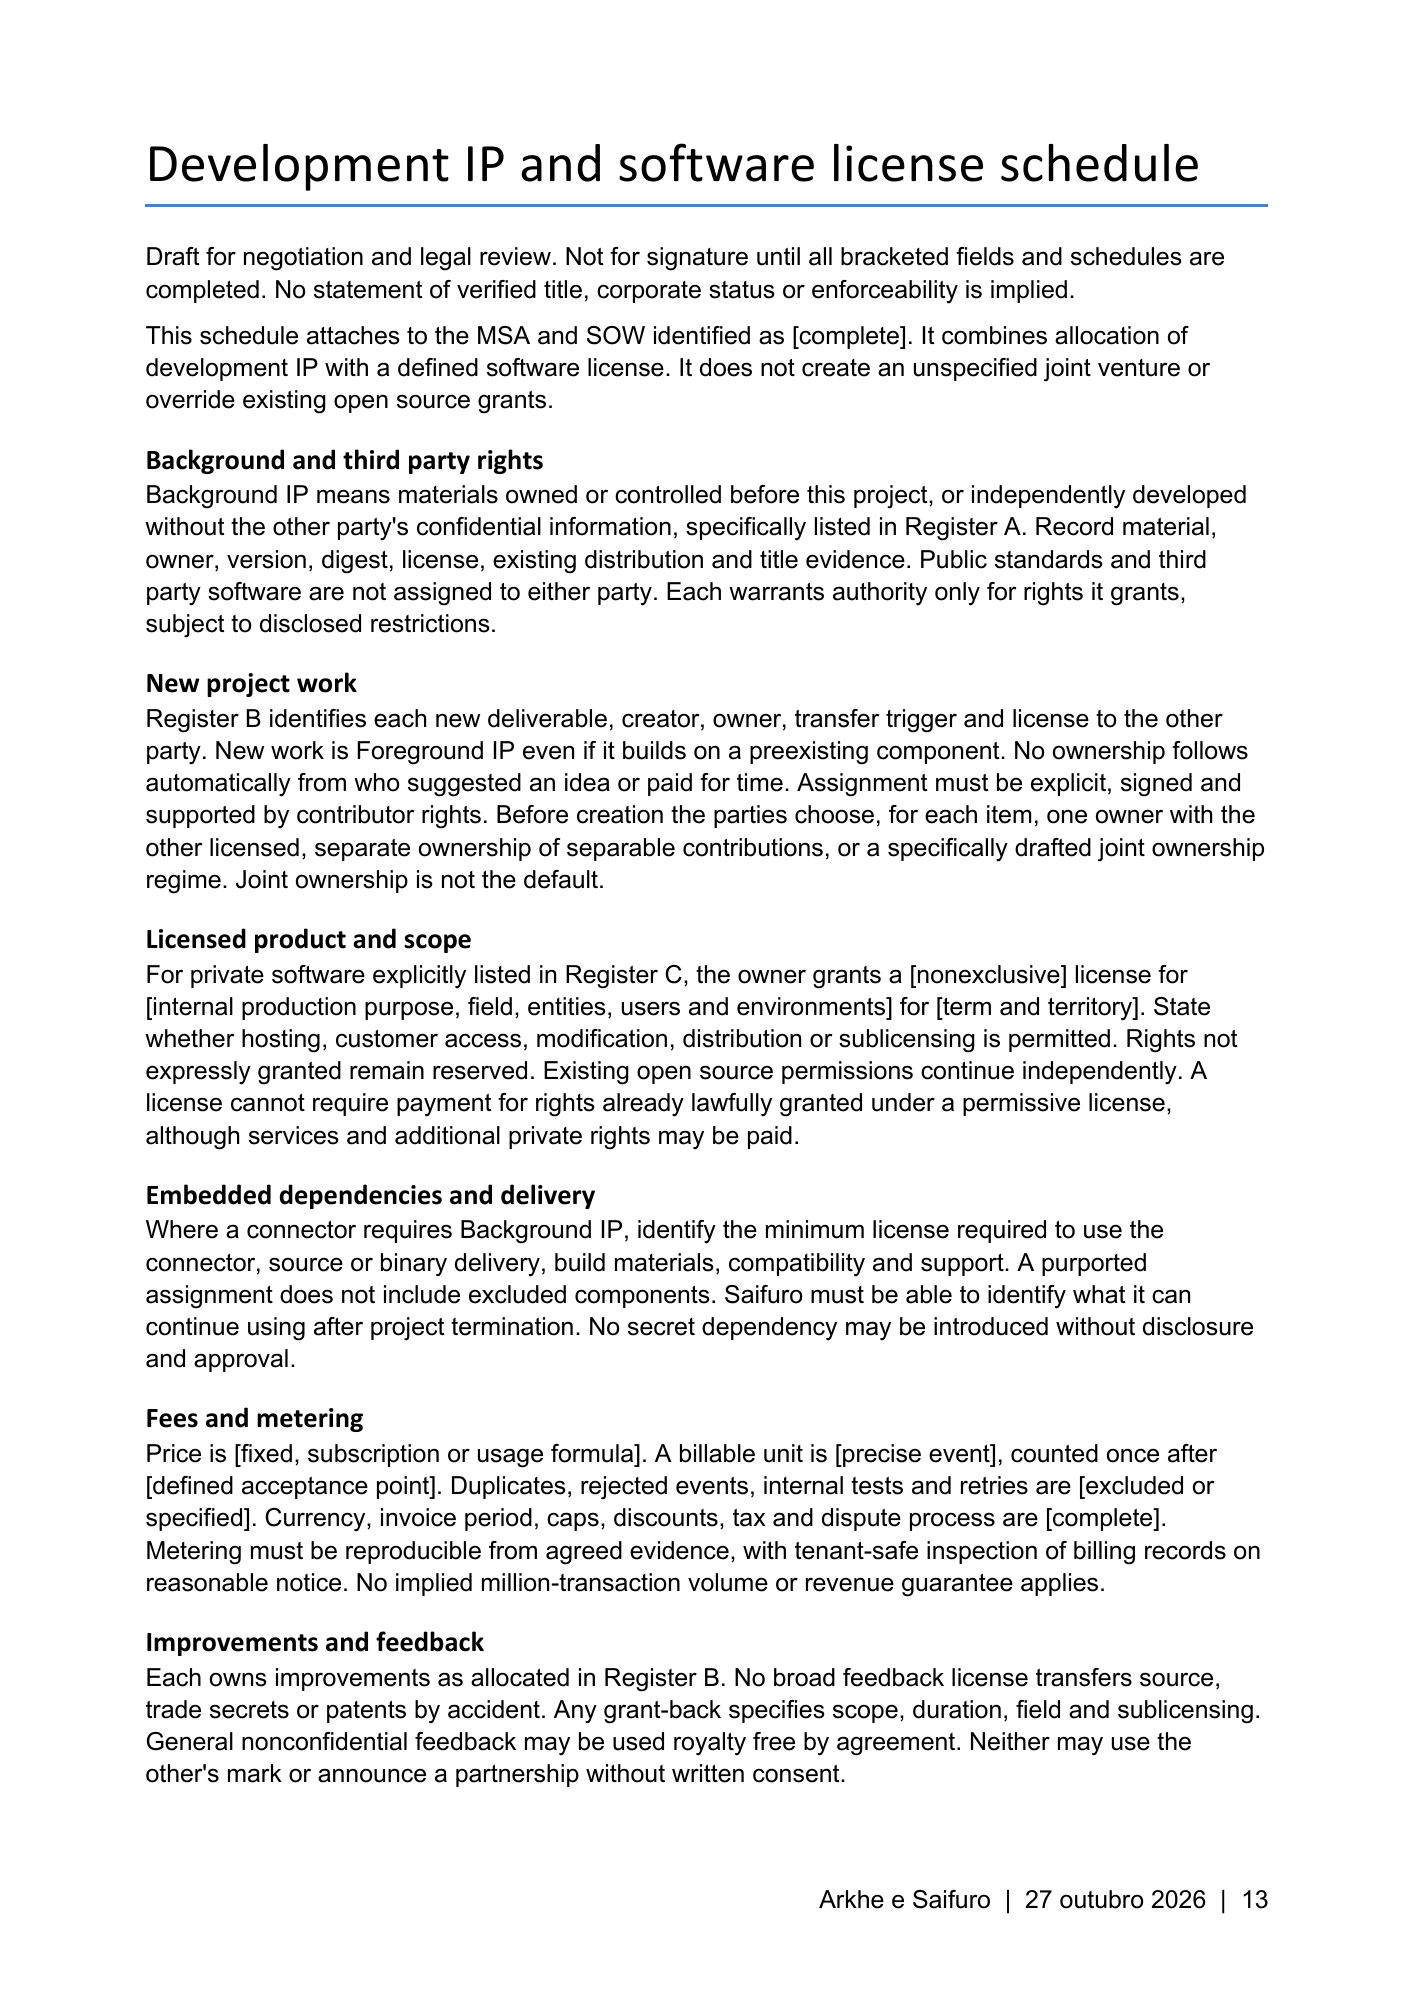 Development IP and software license schedule
Draft for negotiation and legal review. Not for signature until all bracketed fields and schedules are
completed. No statement of verified title, corporate status or enforceability is implied.
This schedule attaches to the MSA and SOW identified as [complete]. It combines allocation of
development IP with a defined software license. It does not create an unspecified joint venture or
override existing open source grants.
Background and third party rights
Background IP means materials owned or controlled before this project, or independently developed
without the other party's confidential information, specifically listed in Register A. Record material,
owner, version, digest, license, existing distribution and title evidence. Public standards and third
party software are not assigned to either party. Each warrants authority only for rights it grants,
subject to disclosed restrictions.
New project work
Register B identifies each new deliverable, creator, owner, transfer trigger and license to the other
party. New work is Foreground IP even if it builds on a preexisting component. No ownership follows
automatically from who suggested an idea or paid for time. Assignment must be explicit, signed and
supported by contributor rights. Before creation the parties choose, for each item, one owner with the
other licensed, separate ownership of separable contributions, or a specifically drafted joint ownership
regime. Joint ownership is not the default.
Licensed product and scope
For private software explicitly listed in Register C, the owner grants a [nonexclusive] license for
[internal production purpose, field, entities, users and environments] for [term and territory]. State
whether hosting, customer access, modification, distribution or sublicensing is permitted. Rights not
expressly granted remain reserved. Existing open source permissions continue independently. A
license cannot require payment for rights already lawfully granted under a permissive license,
although services and additional private rights may be paid.
Embedded dependencies and delivery
Where a connector requires Background IP, identify the minimum license required to use the
connector, source or binary delivery, build materials, compatibility and support. A purported
assignment does not include excluded components. Saifuro must be able to identify what it can
continue using after project termination. No secret dependency may be introduced without disclosure
and approval.
Fees and metering
Price is [fixed, subscription or usage formula]. A billable unit is [precise event], counted once after
[defined acceptance point]. Duplicates, rejected events, internal tests and retries are [excluded or
specified]. Currency, invoice period, caps, discounts, tax and dispute process are [complete].
Metering must be reproducible from agreed evidence, with tenant-safe inspection of billing records on
reasonable notice. No implied million-transaction volume or revenue guarantee applies.
Improvements and feedback
Each owns improvements as allocated in Register B. No broad feedback license transfers source,
trade secrets or patents by accident. Any grant-back specifies scope, duration, field and sublicensing.
General nonconfidential feedback may be used royalty free by agreement. Neither may use the
other's mark or announce a partnership without written consent.
Arkhe e Saifuro | 27 outubro 2026 | 13